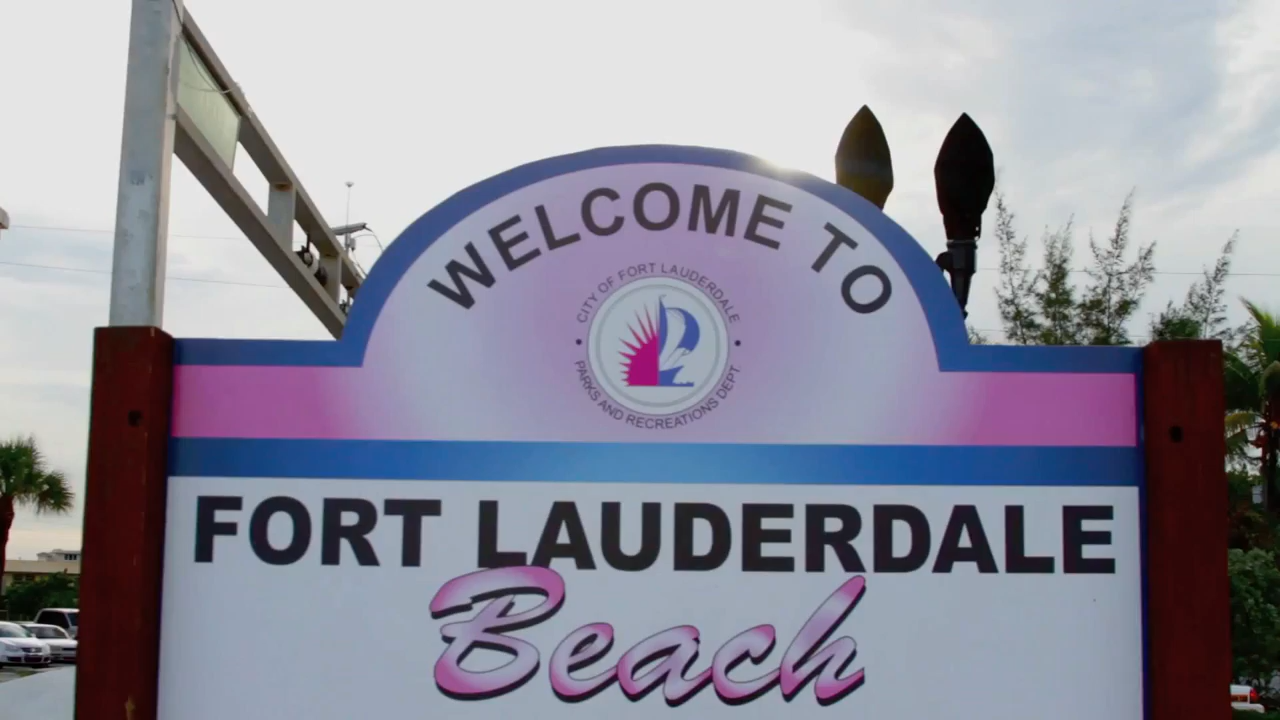 WELCOME TO
CITY OF FORT LAUDERDALE
PARKS AND RECREATIONS DEPT
FORT LAUDERDALE
Beach